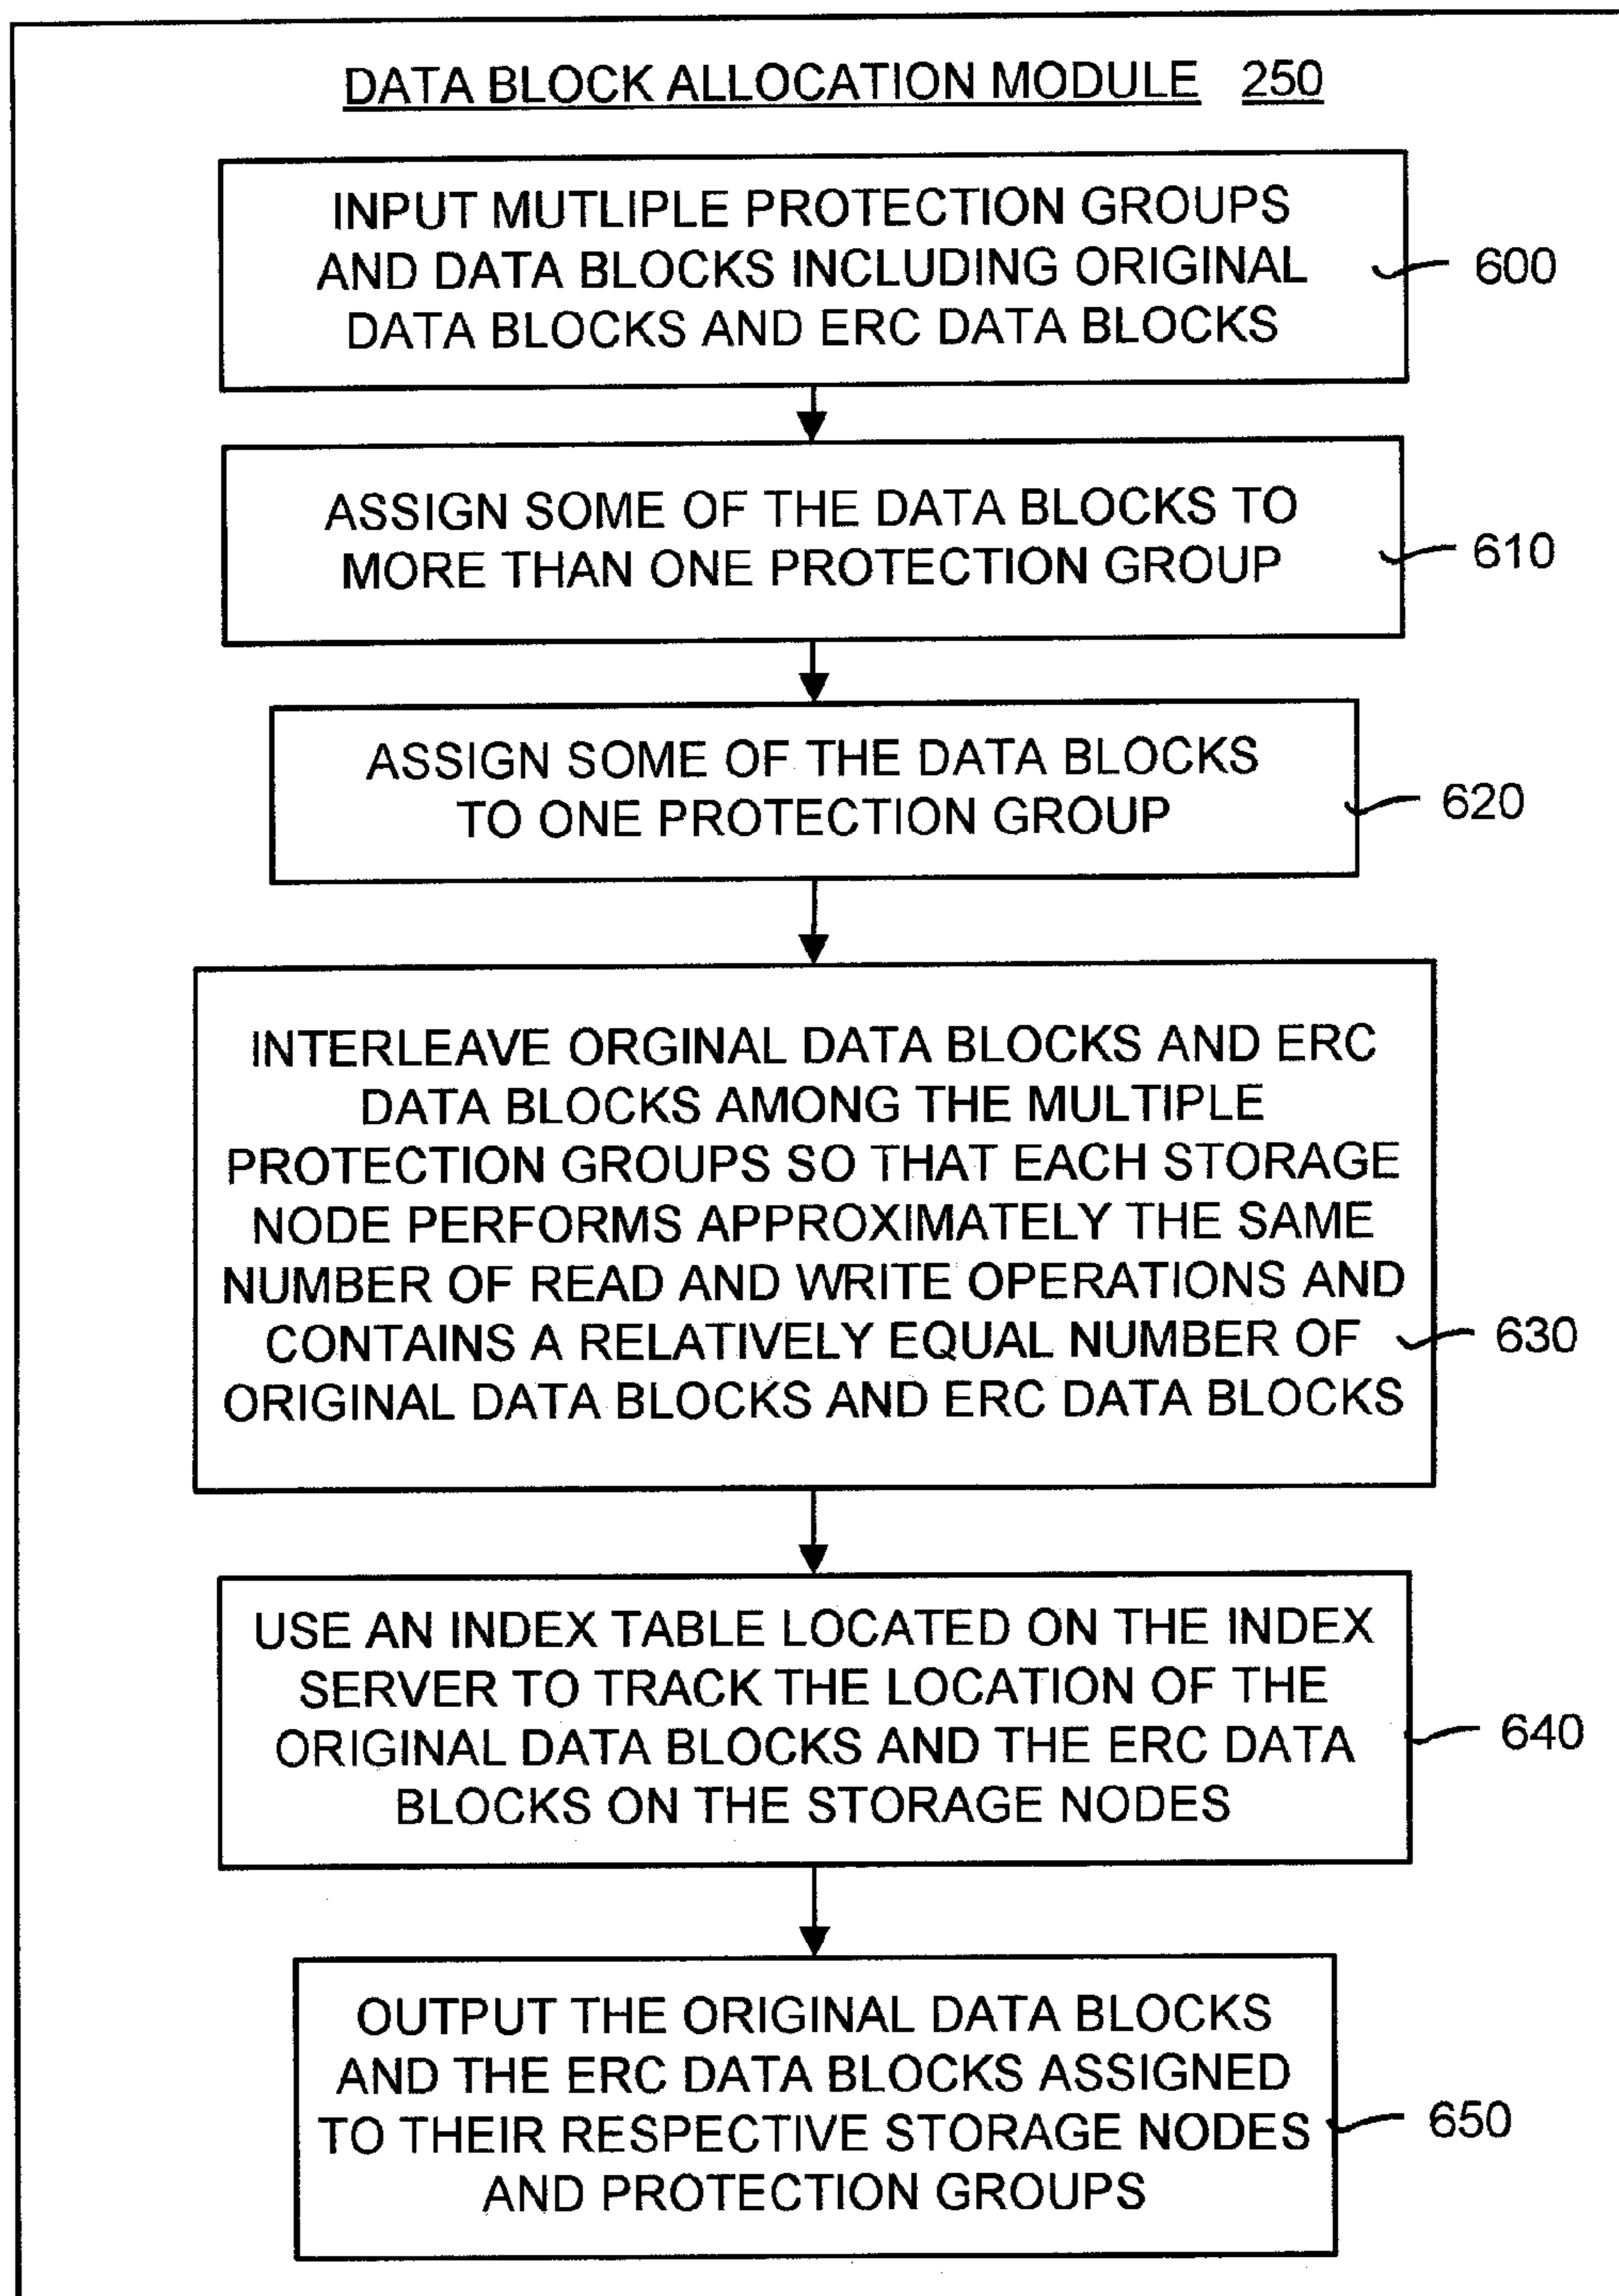 DATA BLOCK ALLOCATION MODULE 250
INPUT MUTLIPLE PROTECTION GROUPS
AND DATA BLOCKS INCLUDING ORIGINAL
DATA BLOCKS AND ERC DATA BLOCKS
600
ASSIGN SOME OF THE DATA BLOCKS TO
MORE THAN ONE PROTECTION GROUP
610
ASSIGN SOME OF THE DATA BLOCKS
TO ONE PROTECTION GROUP
620
INTERLEAVE ORGINAL DATA BLOCKS AND ERC
DATA BLOCKS AMONG THE MULTIPLE
PROTECTION GROUPS SO THAT EACH STORAGE
NODE PERFORMS APPROXIMATELY THE SAME
NUMBER OF READ AND WRITE OPERATIONS AND
CONTAINS A RELATIVELY EQUAL NUMBER OF
ORIGINAL DATA BLOCKS AND ERC DATA BLOCKS
630
USE AN INDEX TABLE LOCATED ON THE INDEX
SERVER TO TRACK THE LOCATION OF THE
ORIGINAL DATA BLOCKS AND THE ERC DATA
BLOCKS ON THE STORAGE NODES
640
OUTPUT THE ORIGINAL DATA BLOCKS
AND THE ERC DATA BLOCKS ASSIGNED
TO THEIR RESPECTIVE STORAGE NODES
AND PROTECTION GROUPS
650